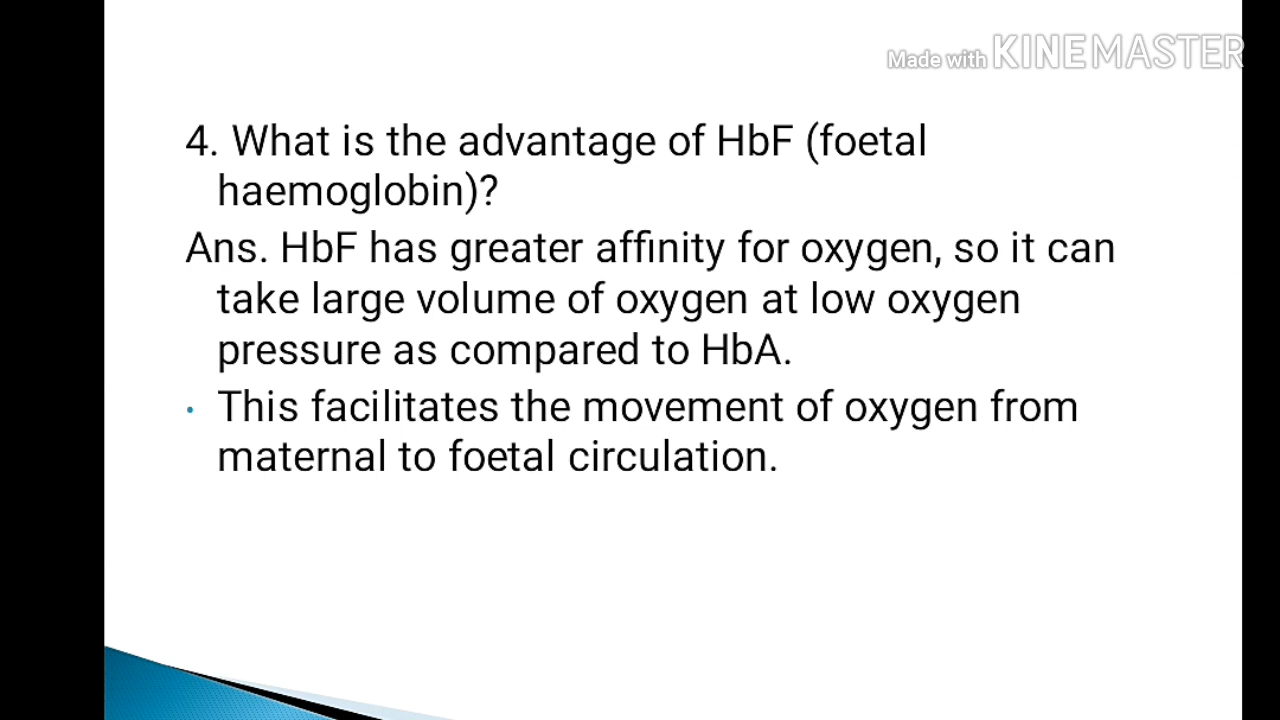 Made with KINEMASTER
4. What is the advantage of HbF (foetal
haemoglobin)?
Ans. HbF has greater affinity for oxygen, so it can
take large volume of oxygen at low oxygen
pressure as compared to HbA.
• This facilitates the movement of oxygen from
maternal to foetal circulation.